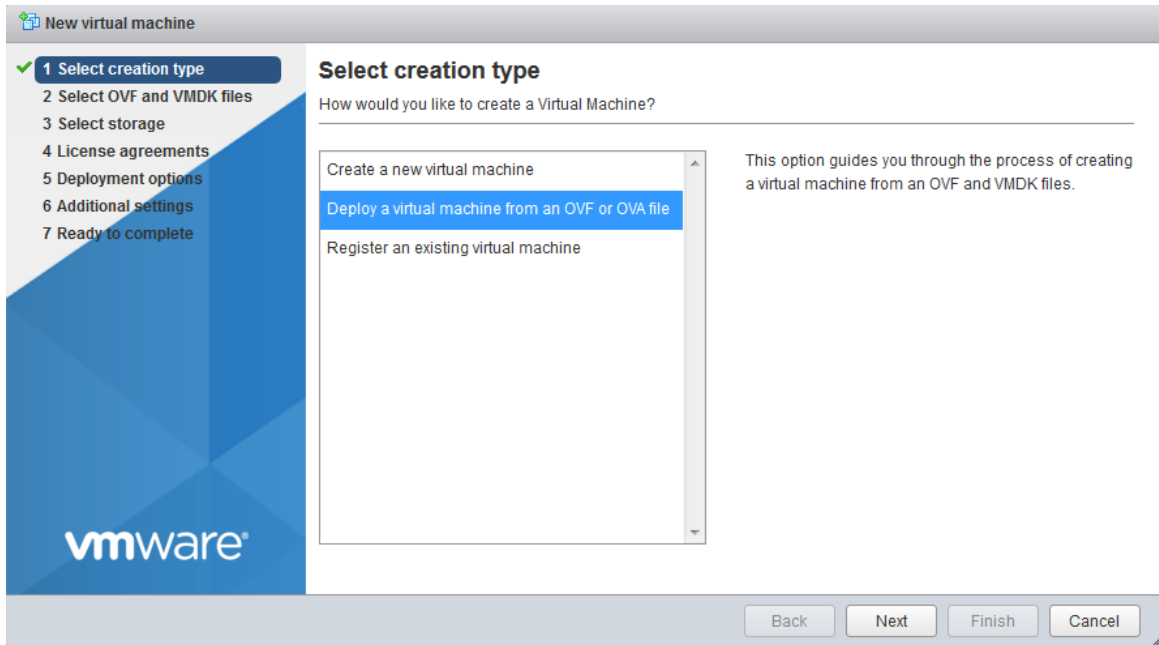 New virtual machine
1 Select creation type
2 Select OVF and VMDK files
3 Select storage
4 License agreements
5 Deployment options
6 Additional settings
7 Ready to complete
vmware®
Select creation type
How would you like to create a Virtual Machine?
Create a new virtual machine
Deploy a virtual machine from an OVF or OVA file
Register an existing virtual machine
This option guides you through the process of creating
a virtual machine from an OVF and VMDK files.
Back
Next
Finish
Cancel